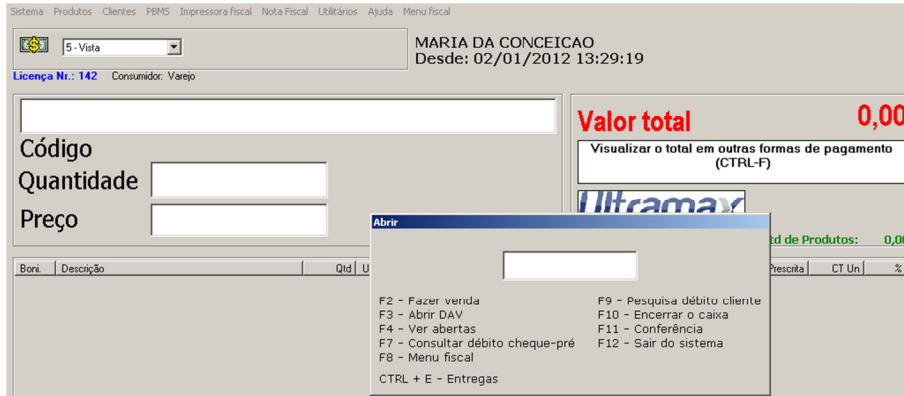 Sistema Produtos Clientes PBMS Impressora fiscal Nota Fiscal Utilitários Ajuda Menu fiscal
5 - Vista
MARIA DA CONCEICAO
Desde: 02/01/2012 13:29:19
Licença Nr.: 142 Consumidor: Varejo
Valor total 0,00
Visualizar o total em outras formas de pagamento
(CTRL-F)
Código
Quantidade
Preço
Ultramax
td de Produtos: 0,00
Boni. Descrição Qtd U
Prescrita CT Un %
Abrir
F2 - Fazer venda
F3 - Abrir DAV
F4 - Ver abertas
F7 - Consultar débito cheque-pré
F8 - Menu fiscal
CTRL + E - Entregas
F9 - Pesquisa débito cliente
F10 - Encerrar o caixa
F11 - Conferência
F12 - Sair do sistema